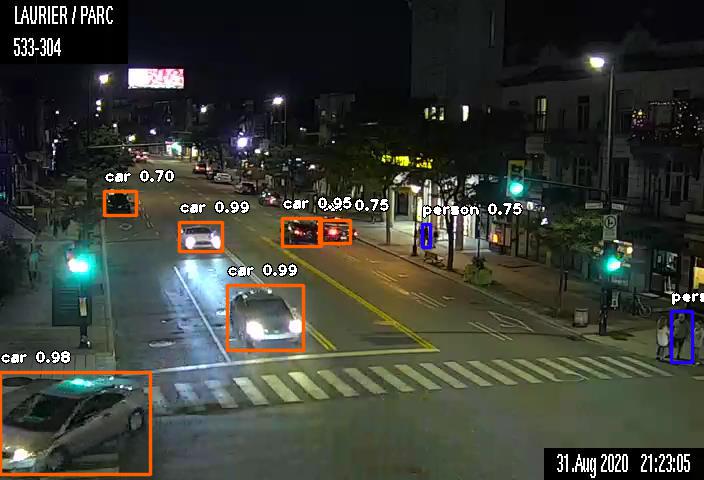 LAURIER / PARC
533-304
car 0.70
car 0.99
car 0.95
0.75
person 0.75
car 0.99
pers
car 0.98
31.Aug 2020 21:23:05